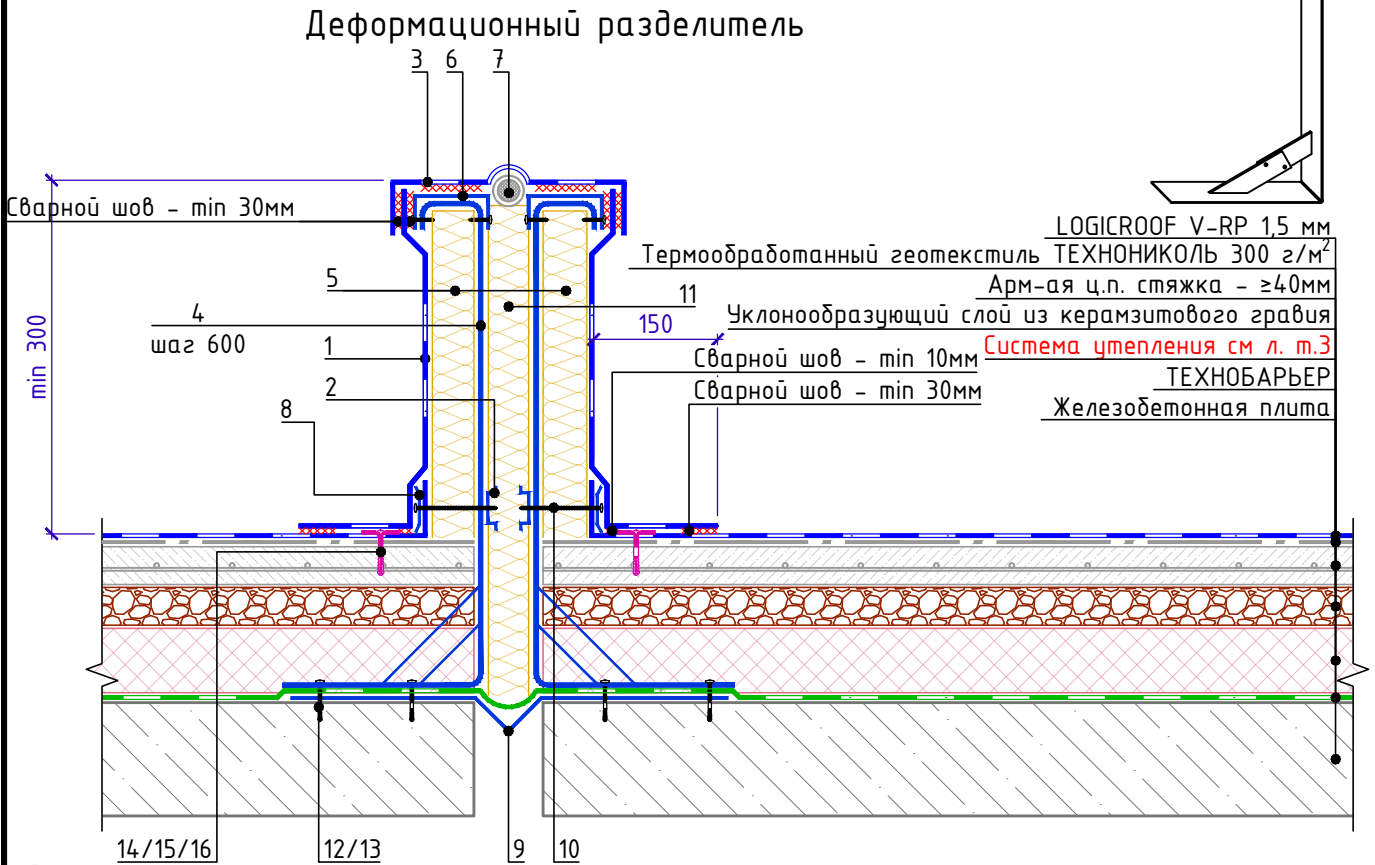 Деформационный разделитель
3
6
7
Сварной шов - min 30мм
LOGICROOF V-RP 1,5 мм
Термообработанный геотекстиль ТЕХНОНИКОЛЬ 300 г/м²
Арм-ая ц.п. стяжка - ≥40мм
5
11
4
шаг 600
Уклонообразующий слой из керамзитового гравия
150
min 300
1
Сварной шов - min 10мм
Система утепления см л. т.3
2
Сварной шов - min 30мм
ТЕХНОБАРЬЕР
8
Железобетонная плита
14/15/16
12/13
9
10